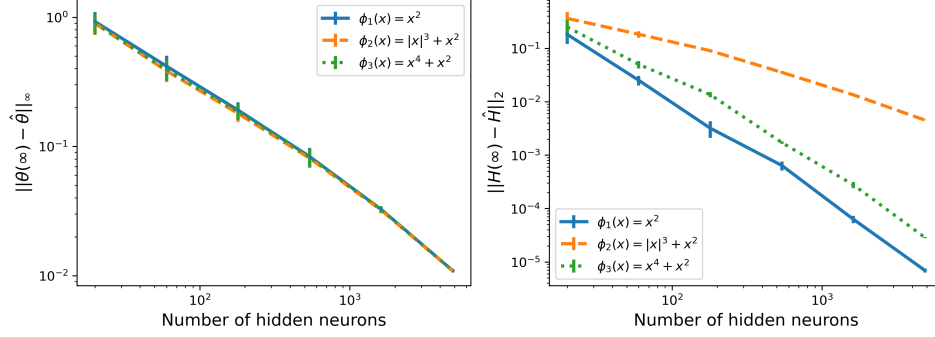 10⁰
10⁻¹
10⁻²
||θ(∞) − θ̂||∞
ϕ₁(x) = x²
ϕ₂(x) = |x|³ + x²
ϕ₃(x) = x⁴ + x²
10²
10³
Number of hidden neurons
10⁻¹
10⁻²
10⁻³
10⁻⁴
10⁻⁵
||H(∞) − Ĥ||₂
ϕ₁(x) = x²
ϕ₂(x) = |x|³ + x²
ϕ₃(x) = x⁴ + x²
10²
10³
Number of hidden neurons